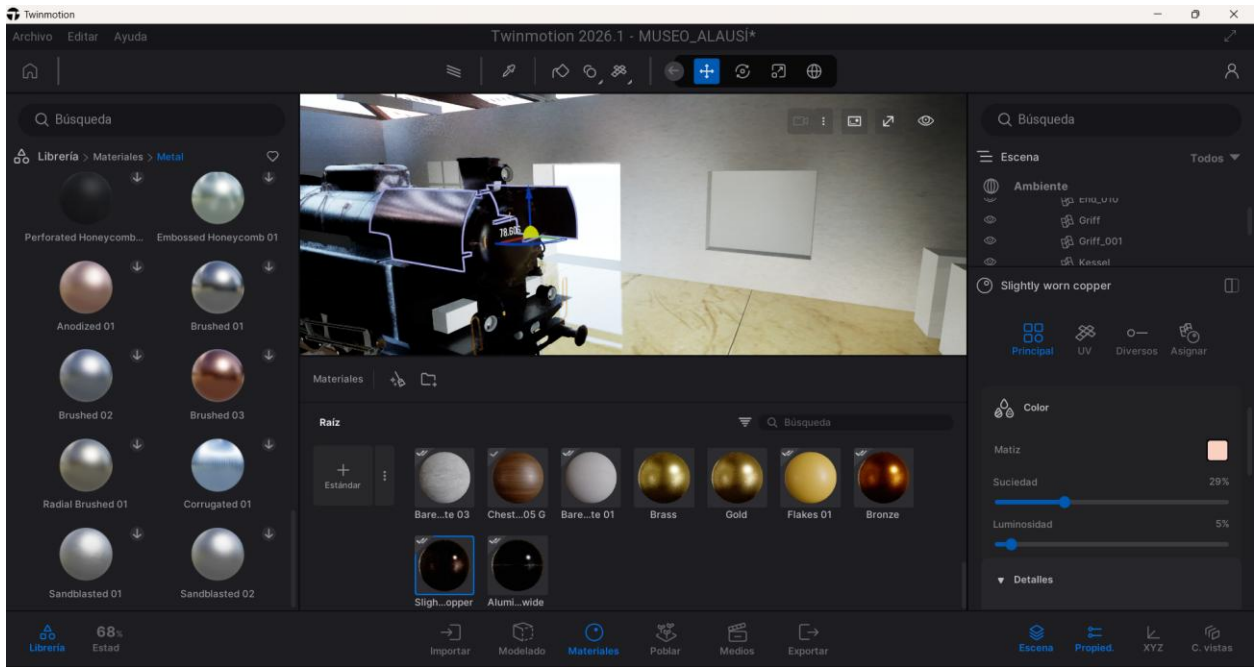 Twinmotion
Archivo Editar Ayuda
Twinmotion 2026.1 - MUSEO_ALAUSÍ*
Búsqueda
Librería > Materiales > Metal
Perforated Honeycomb... Embossed Honeycomb 01
Anodized 01 Brushed 01
Brushed 02 Brushed 03
Radial Brushed 01 Corrugated 01
Sandblasted 01 Sandblasted 02
78.606
Materiales
Raíz
Búsqueda
Estándar
Bare...te 03 Chest...05 G Bare...te 01 Brass Gold Flakes 01 Bronze
Sligh...opper Alumi...wide
Búsqueda
Escena Todos
Ambiente
End_010
Griff
Griff_001
Kessel
Slightly worn copper
Principal UV Diversos Asignar
Color
Matiz
Suciedad 29%
Luminosidad 5%
Detalles
68%
Librería Estad
Importar Modelado Materiales Poblar Medios Exportar
Escena Propied. XYZ C. vistas